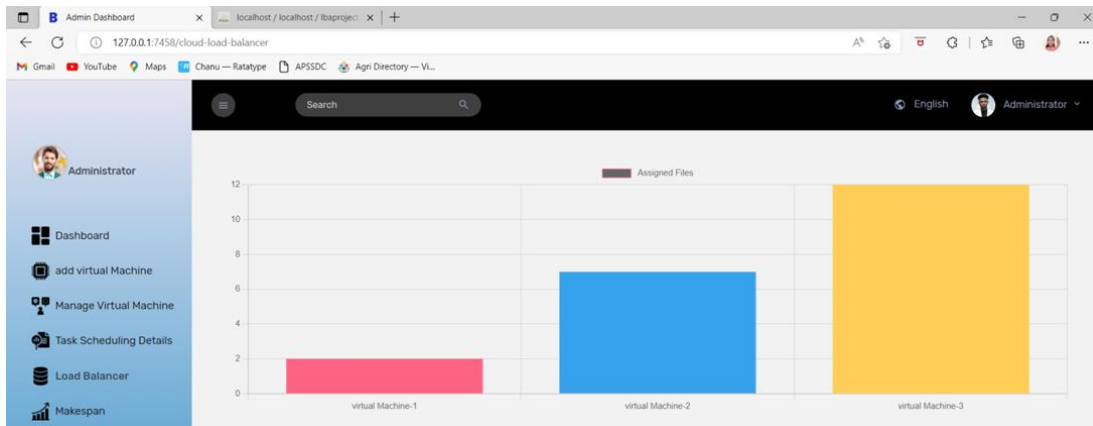 Admin Dashboard
localhost / localhost / lbaproject
127.0.0.1:7458/cloud-load-balancer
Gmail YouTube Maps Chanu — Ratatype APSSDC Agri Directory — Vi...
Search
English
Administrator
Administrator
Dashboard
add virtual Machine
Manage Virtual Machine
Task Scheduling Details
Load Balancer
Makespan
Assigned Files
12
10
8
6
4
2
0
virtual Machine-1 virtual Machine-2 virtual Machine-3